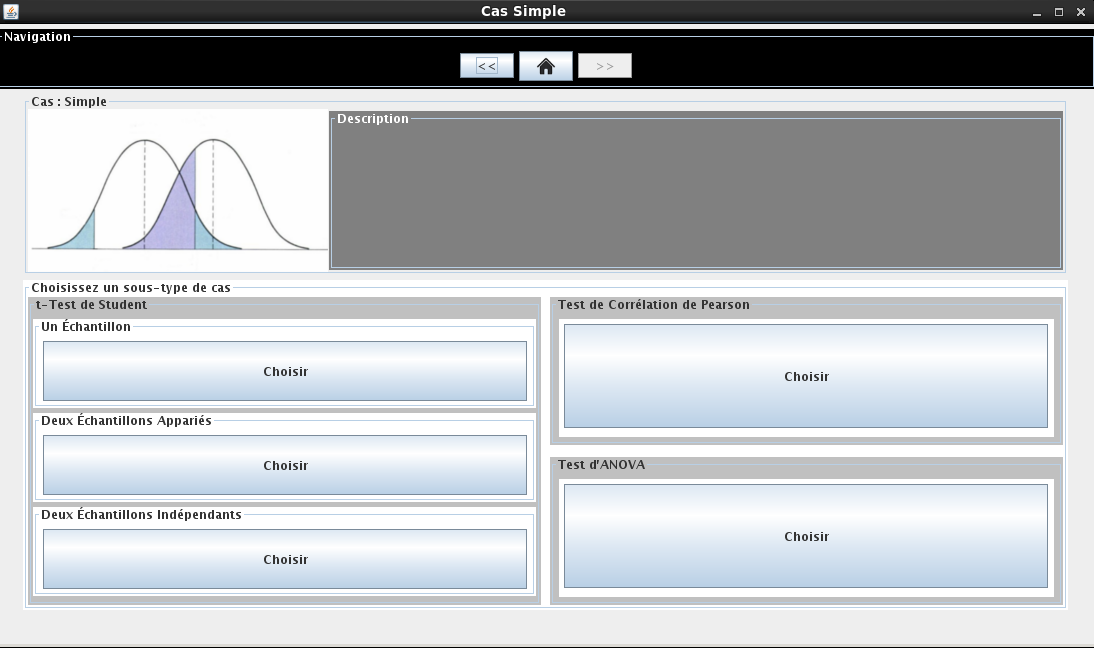 Cas Simple
Navigation
<< >>
Cas : Simple
Description
Choisissez un sous-type de cas
t-Test de Student
Un Échantillon
Choisir
Deux Échantillons Appariés
Choisir
Deux Échantillons Indépendants
Choisir
Test de Corrélation de Pearson
Choisir
Test d'ANOVA
Choisir